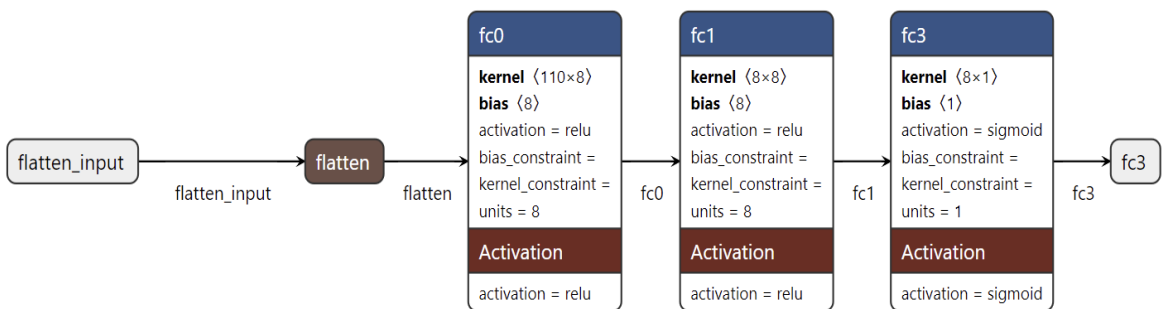 flatten_input
flatten_input
flatten
flatten
fc0
kernel ⟨110×8⟩
bias ⟨8⟩
activation = relu
bias_constraint =
kernel_constraint =
units = 8
Activation
activation = relu
fc0
fc1
kernel ⟨8×8⟩
bias ⟨8⟩
activation = relu
bias_constraint =
kernel_constraint =
units = 8
Activation
activation = relu
fc1
fc3
kernel ⟨8×1⟩
bias ⟨1⟩
activation = sigmoid
bias_constraint =
kernel_constraint =
units = 1
Activation
activation = sigmoid
fc3
fc3